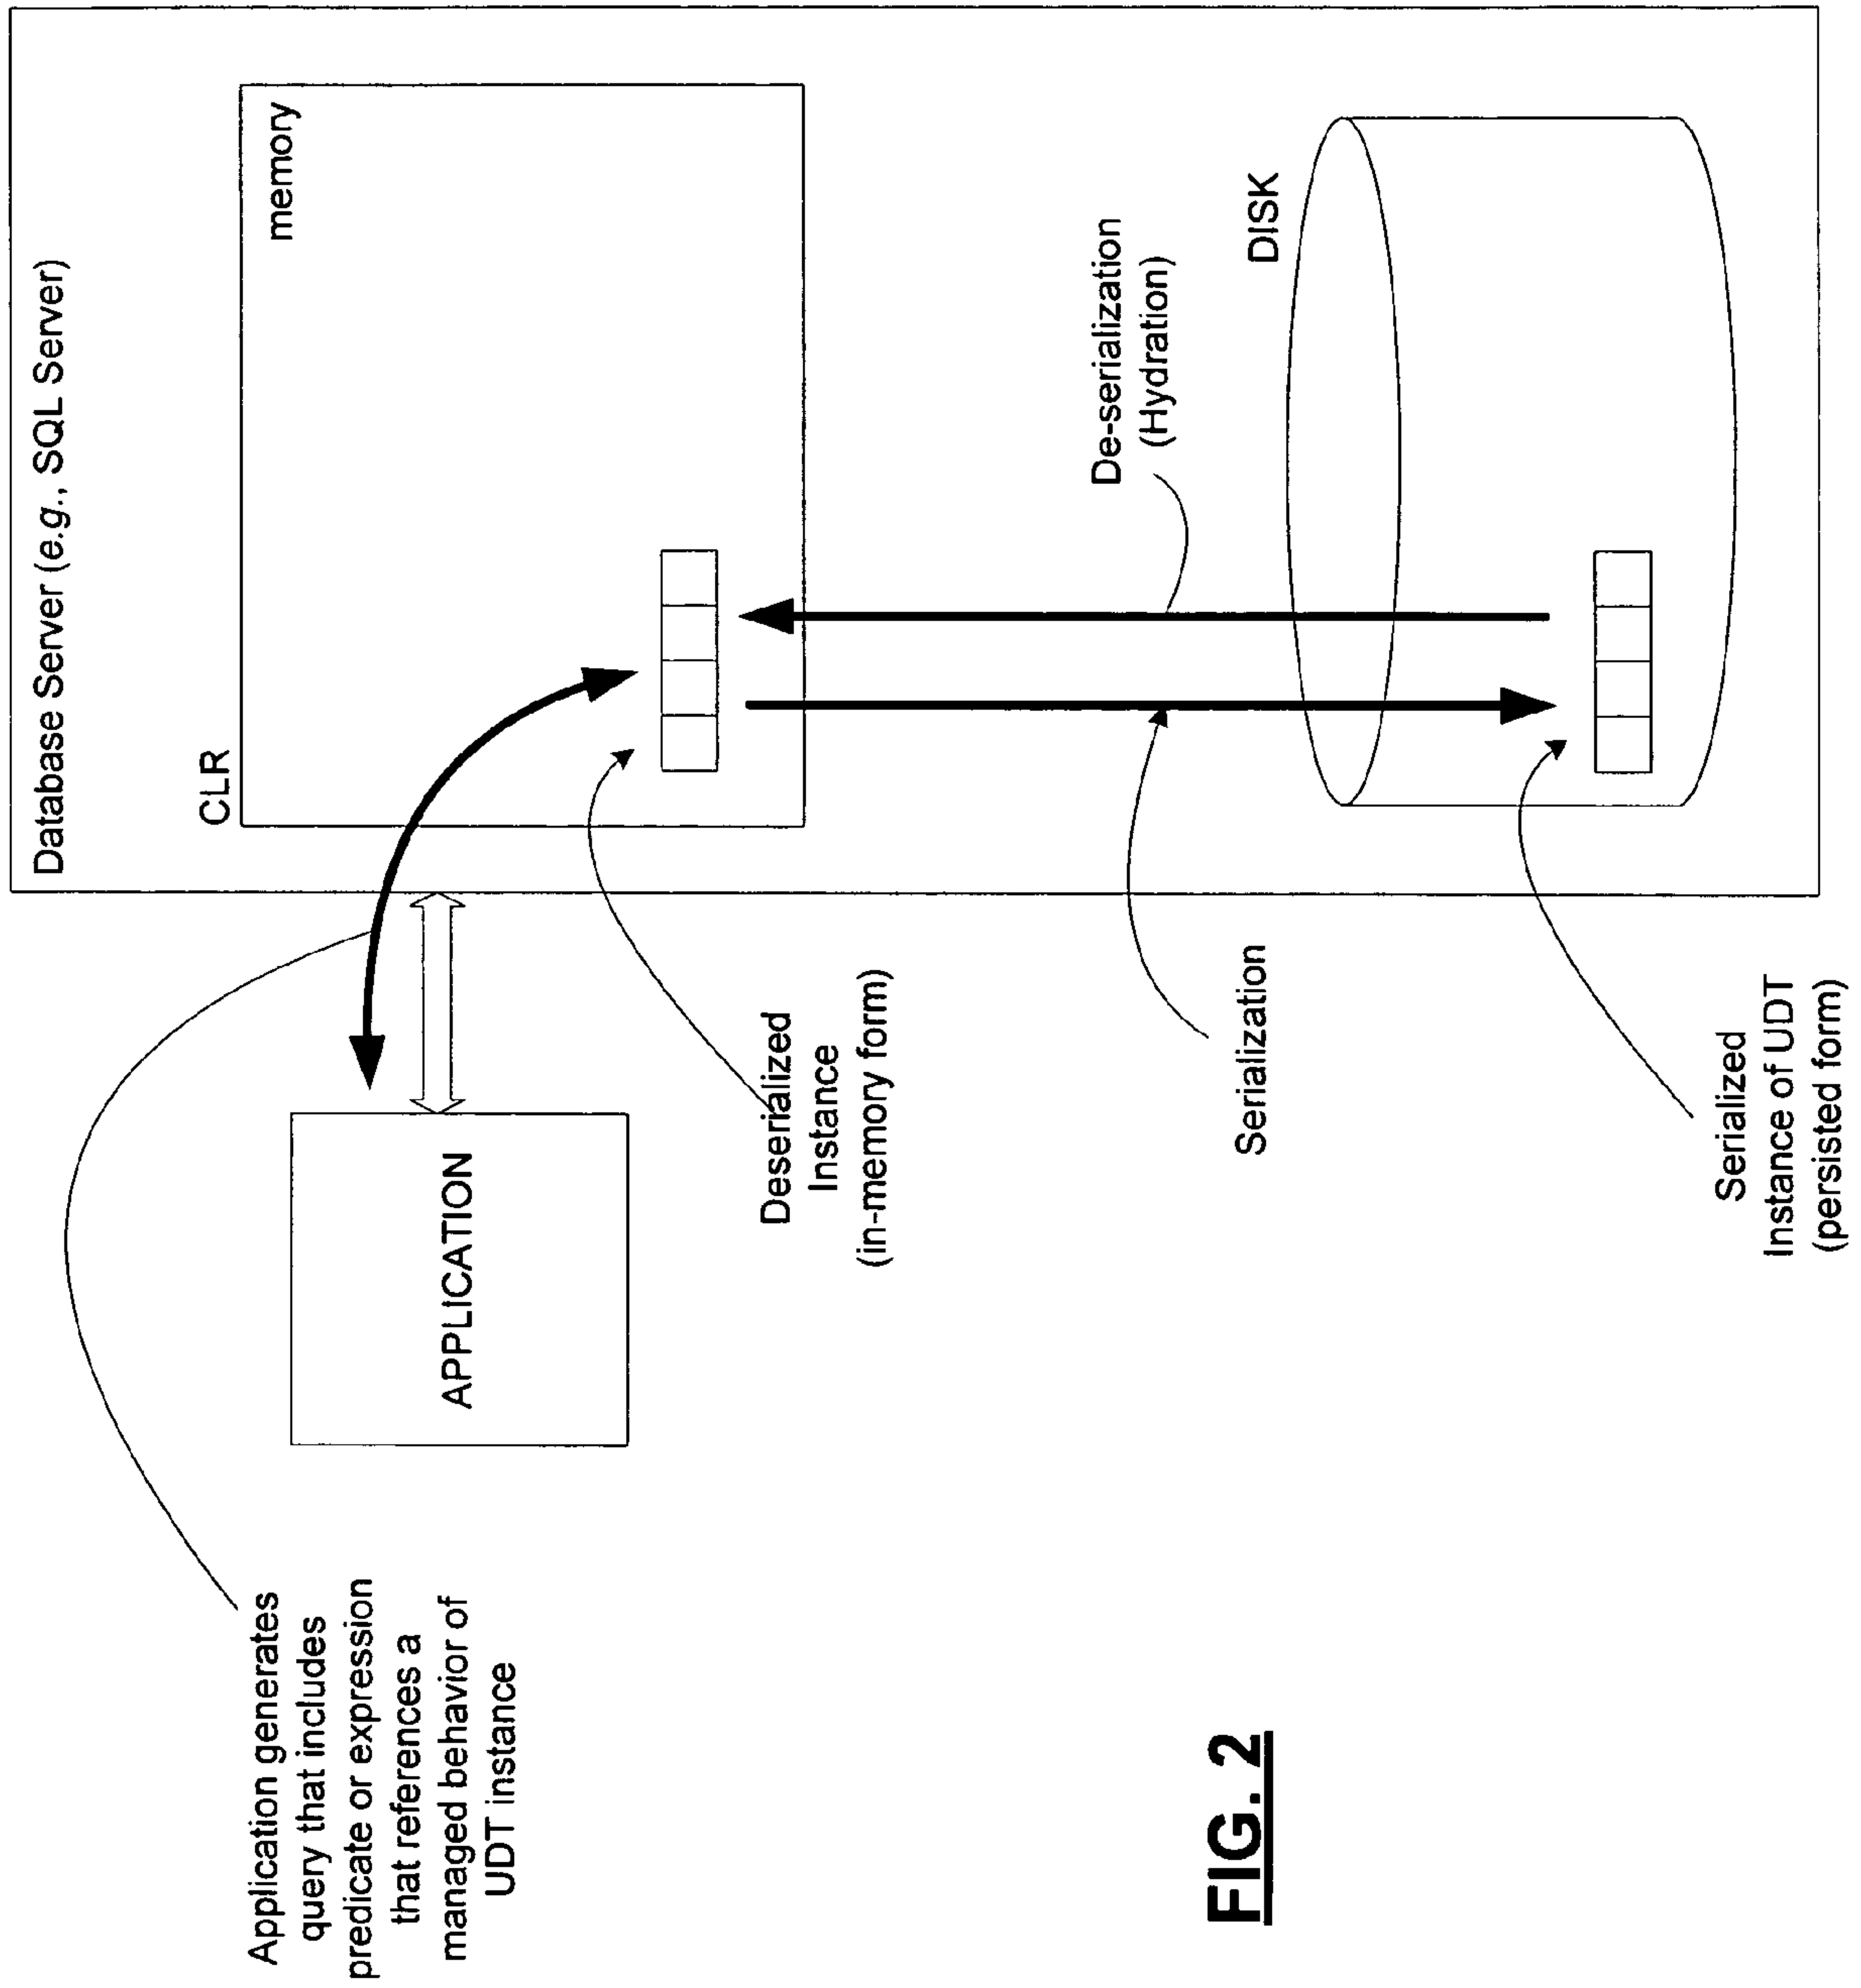 Database Server (e.g., SQL Server)
CLR
memory
Application generates
query that includes
predicate or expression
that references a
managed behavior of
UDT instance
APPLICATION
Deserialized
Instance
(in-memory form)
De-serialization
(Hydration)
Serialization
DISK
Serialized
Instance of UDT
(persisted form)
FIG. 2